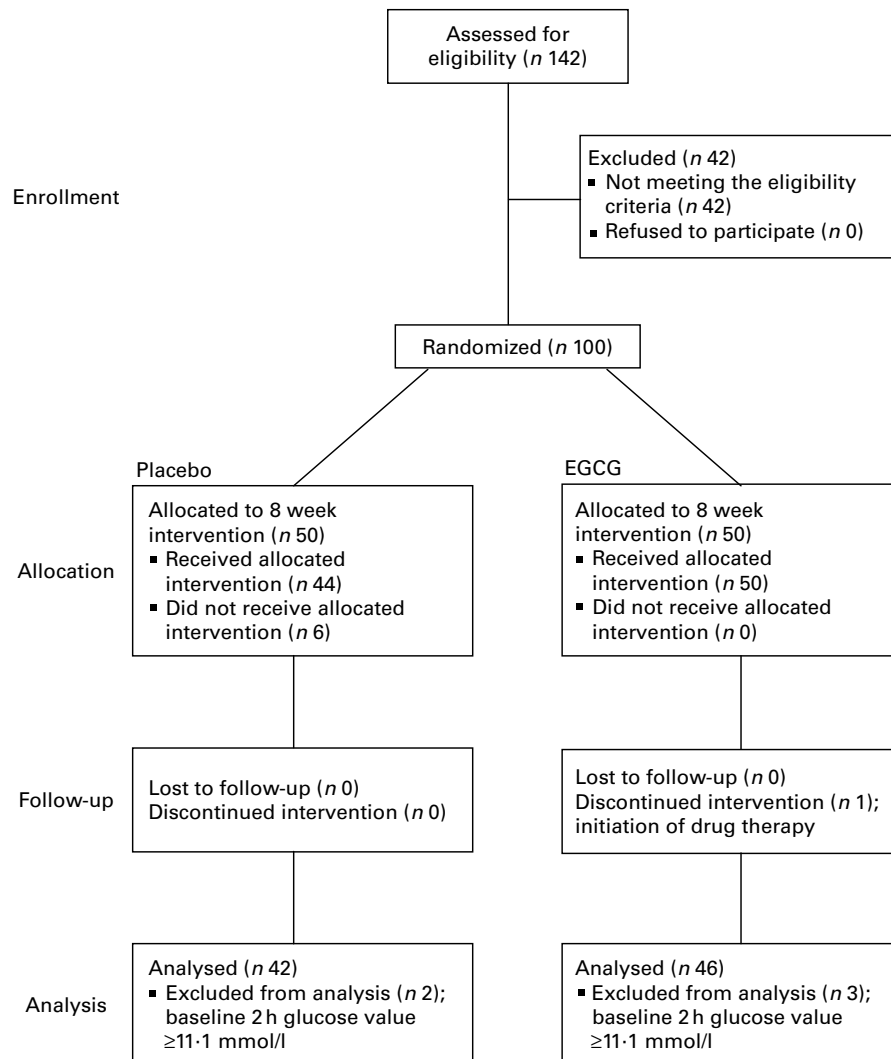 Assessed for
eligibility (n 142)
Enrollment
Excluded (n 42)
▪ Not meeting the eligibility
criteria (n 42)
▪ Refused to participate (n 0)
Randomized (n 100)
Placebo
Allocated to 8 week
intervention (n 50)
▪ Received allocated
intervention (n 44)
▪ Did not receive allocated
intervention (n 6)
EGCG
Allocated to 8 week
intervention (n 50)
▪ Received allocated
intervention (n 50)
▪ Did not receive allocated
intervention (n 0)
Allocation
Follow-up
Lost to follow-up (n 0)
Discontinued intervention (n 0)
Lost to follow-up (n 0)
Discontinued intervention (n 1);
initiation of drug therapy
Analysis
Analysed (n 42)
▪ Excluded from analysis (n 2);
baseline 2 h glucose value
≥11·1 mmol/l
Analysed (n 46)
▪ Excluded from analysis (n 3);
baseline 2 h glucose value
≥11·1 mmol/l